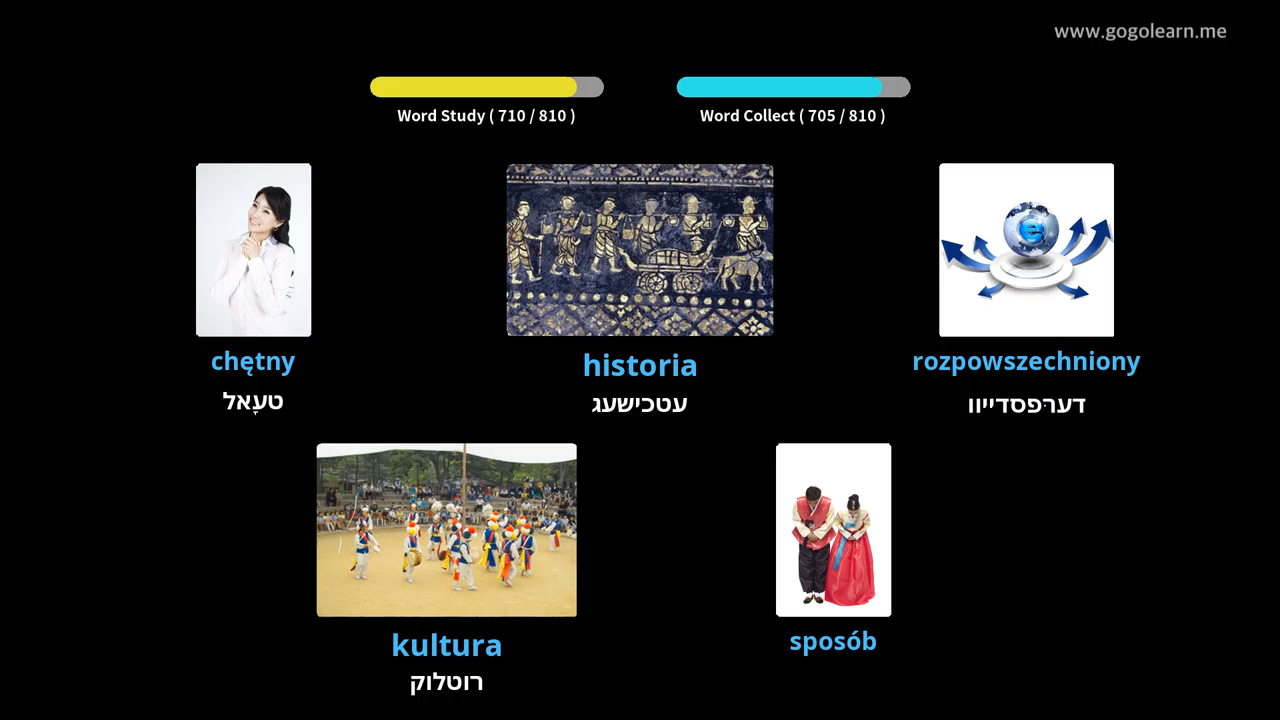 www.gogolearn.me
Word Study ( 710 / 810 )
Word Collect ( 705 / 810 )
chętny
טעָאל
historia
עטכישעג
rozpowszechniony
דערּפסדייוו
kultura
רוטלוק
sposób